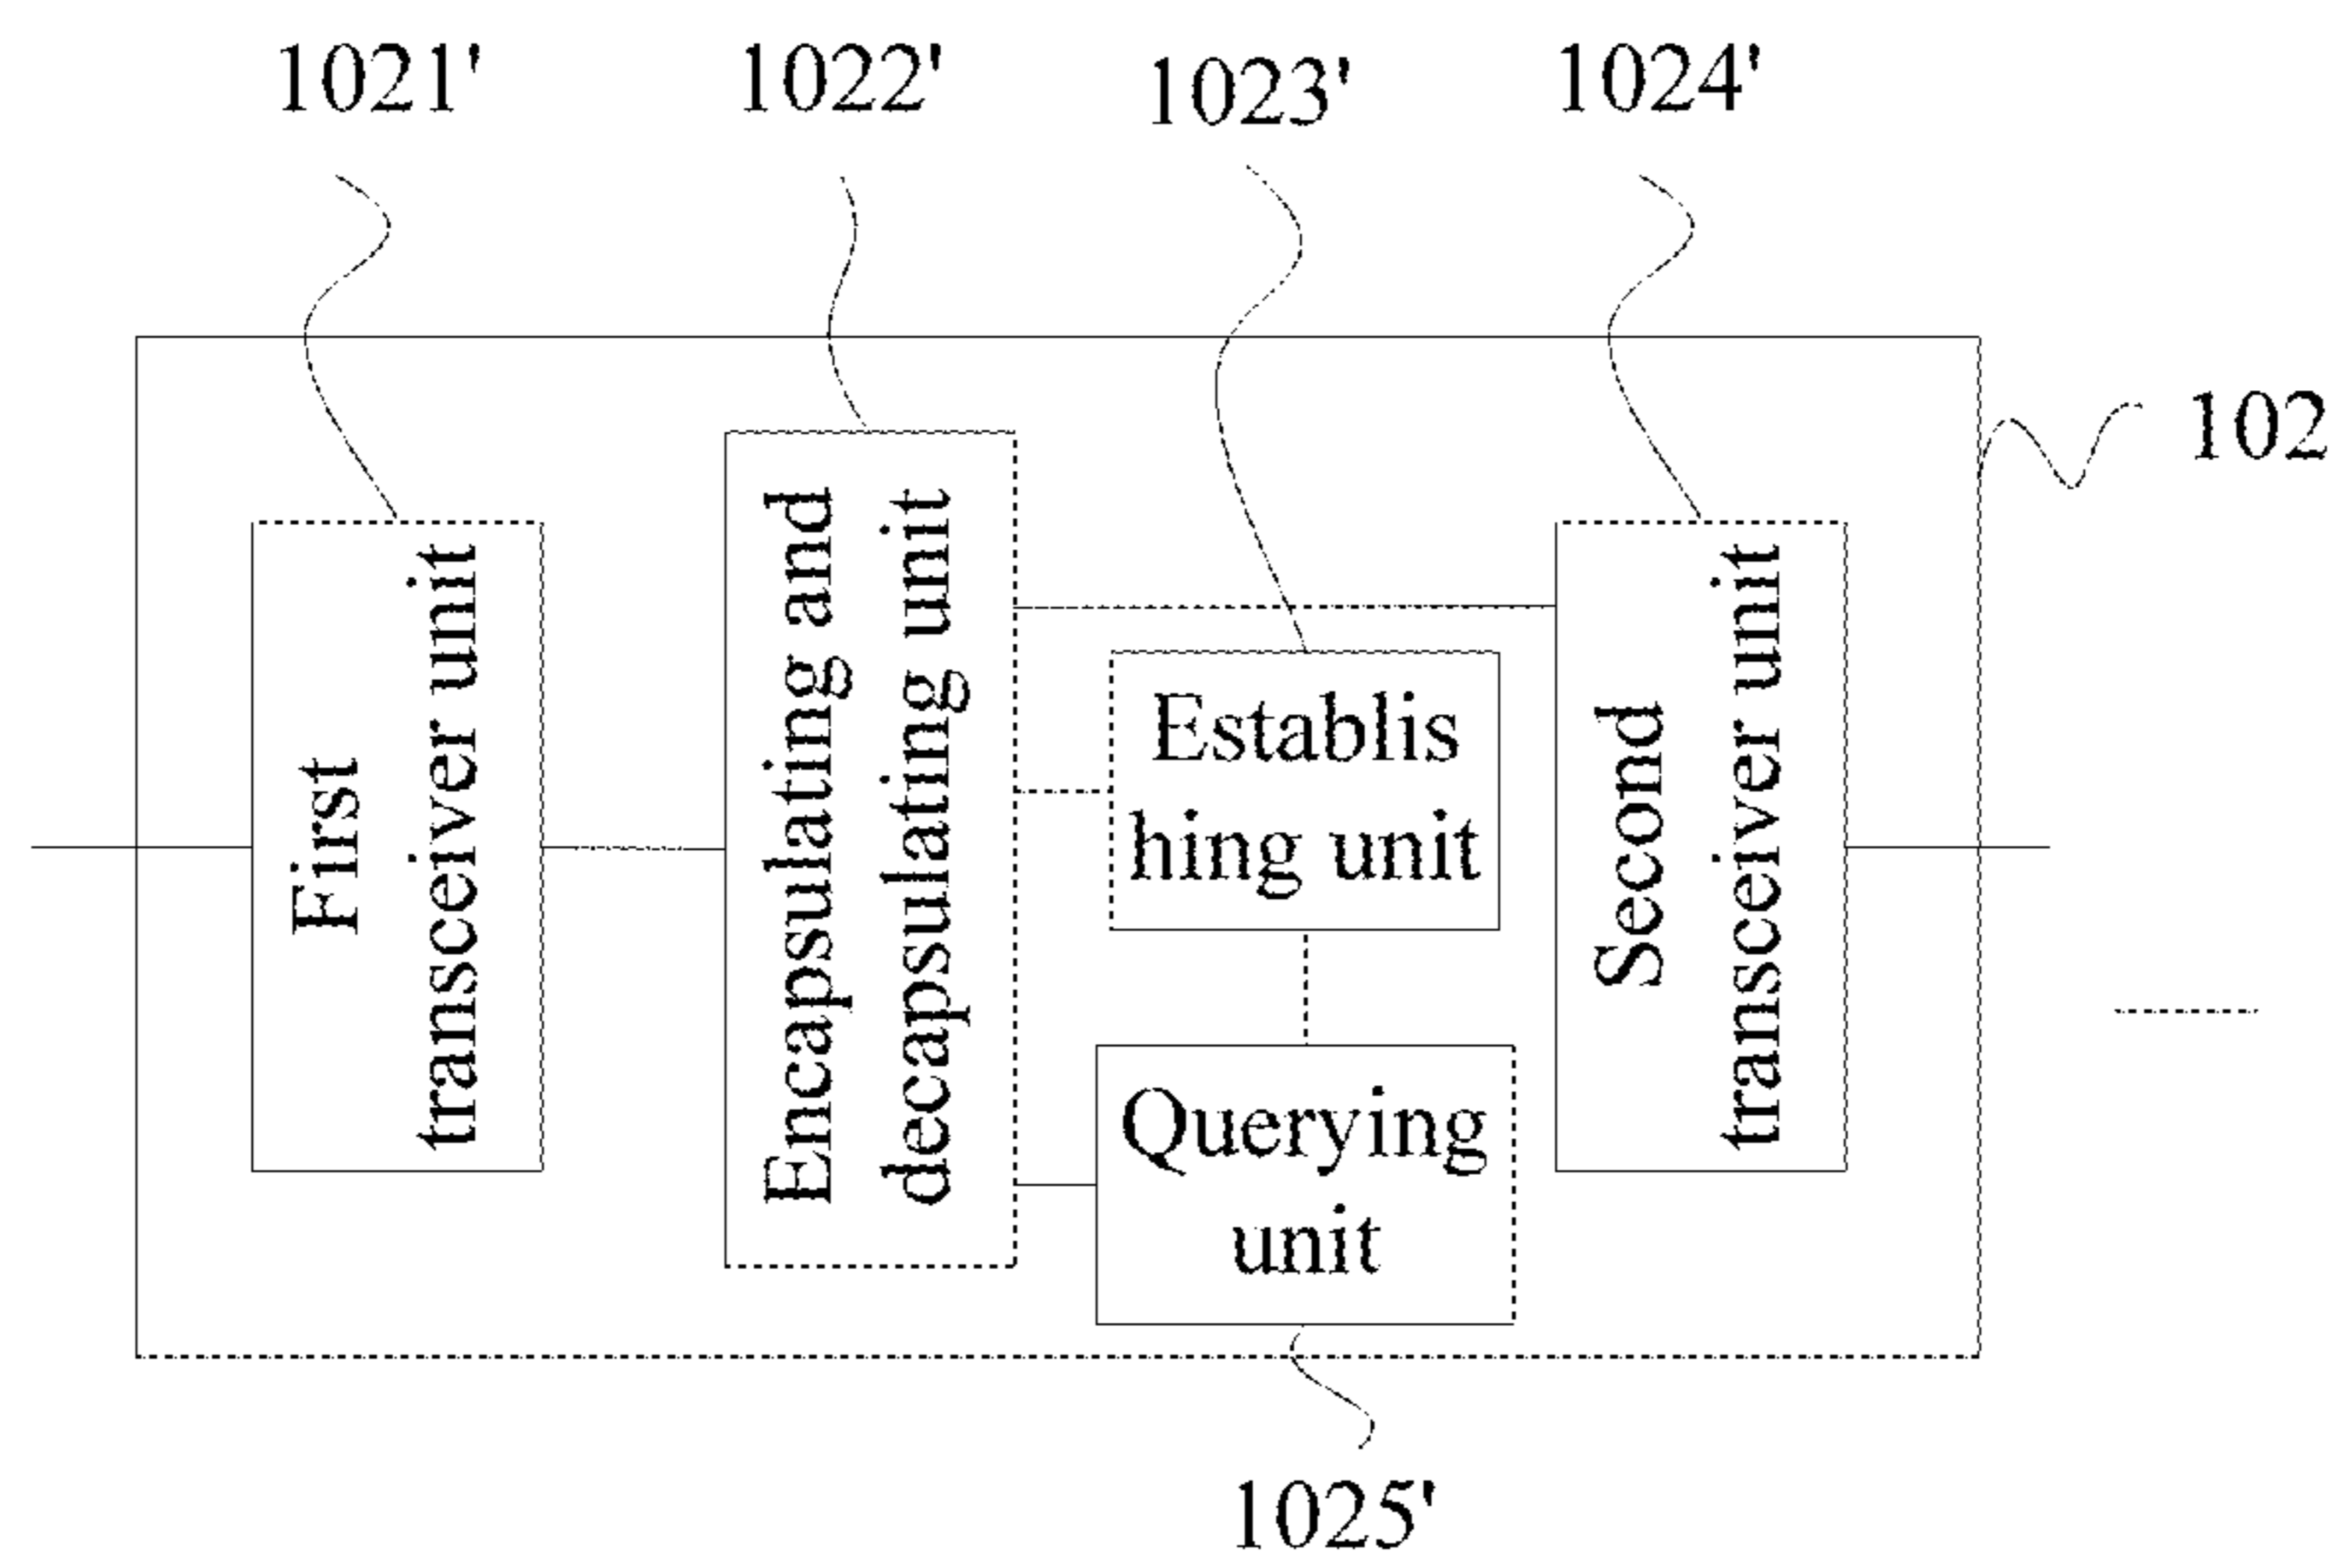 1021'
1022'
1023'
1024'
102
First
transceiver unit
Encapsulating and
decapsulating unit
Establis
hing unit
Querying
unit
Second
transceiver unit
1025'